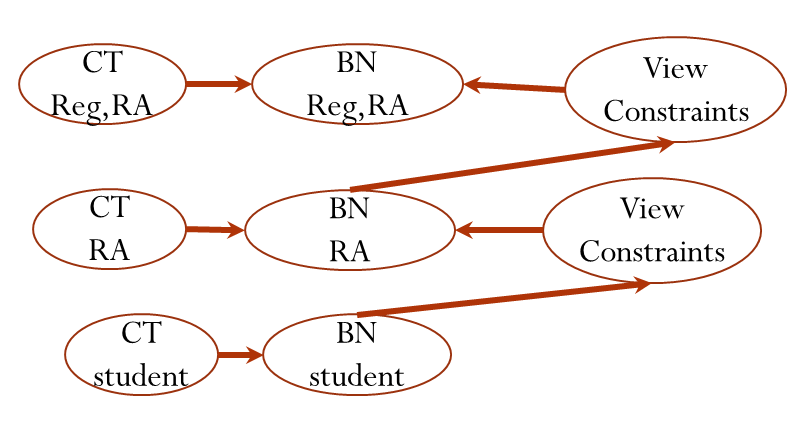 CT
Reg,RA
BN
Reg,RA
View
Constraints
CT
RA
BN
RA
View
Constraints
CT
student
BN
student